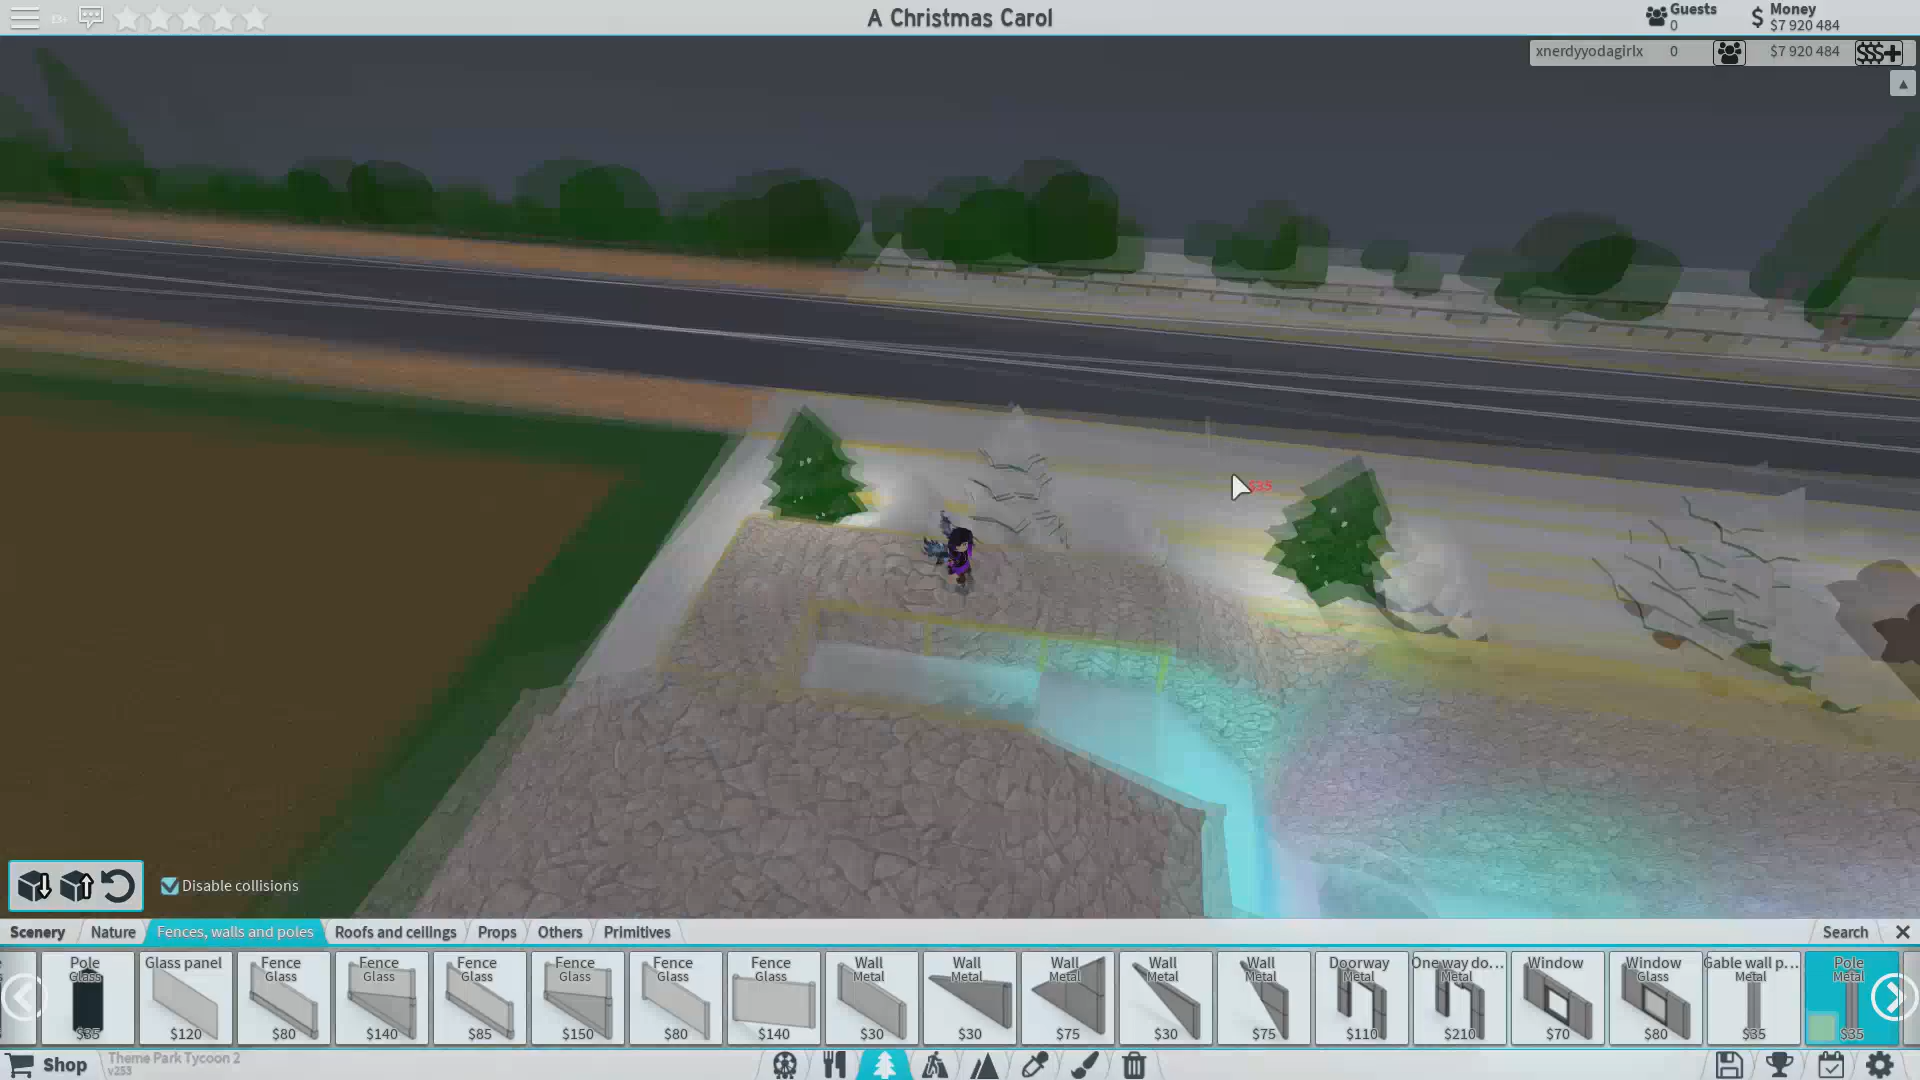 13+
A Christmas Carol
Guests
0
Money
$7 920 484
xnerdyyodagirlx 0 $7 920 484
$35
Disable collisions
Scenery Nature Fences, walls and poles Roofs and ceilings Props Others Primitives Search
Pole
Glass
$35
Glass panel
$120
Fence
Glass
$80
Fence
Glass
$140
Fence
Glass
$85
Fence
Glass
$150
Fence
Glass
$80
Fence
Glass
$140
Wall
Metal
$30
Wall
Metal
$30
Wall
Metal
$75
Wall
Metal
$30
Wall
Metal
$75
Doorway
Metal
$110
One way do...
Metal
$210
Window
$70
Window
Glass
$80
Gable wall p...
Metal
$35
Pole
Metal
$35
Shop
Theme Park Tycoon 2
v253